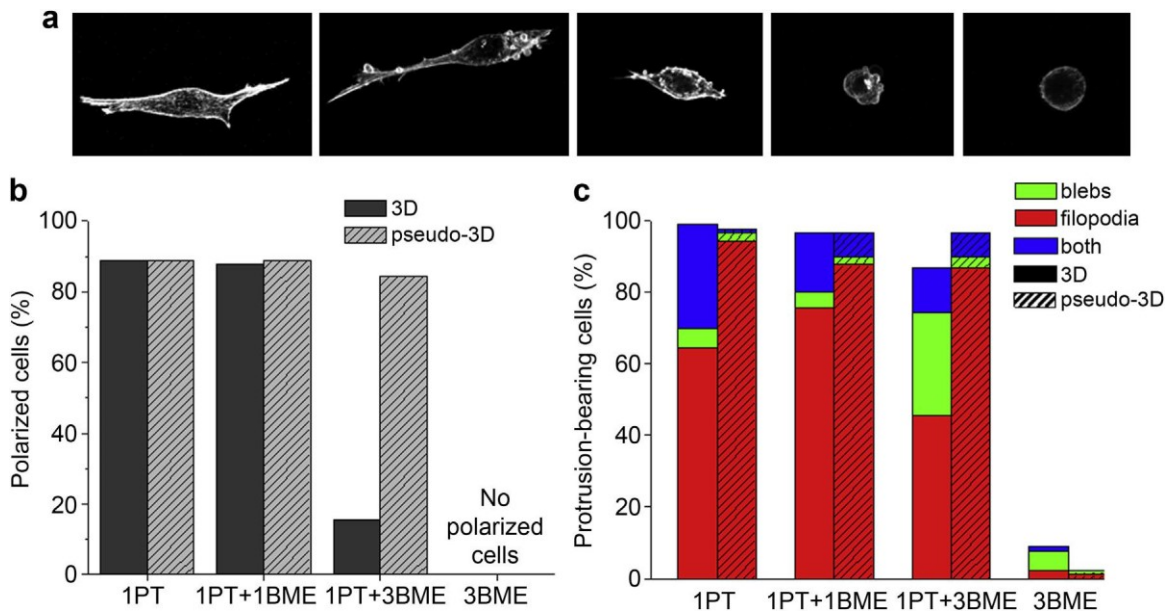 a
b
3D
pseudo-3D
Polarized cells (%)
100
80
60
40
20
0
No
polarized
cells
1PT
1PT+1BME
1PT+3BME
3BME
c
blebs
filopodia
both
3D
pseudo-3D
Protrusion-bearing cells (%)
100
80
60
40
20
0
1PT
1PT+1BME
1PT+3BME
3BME